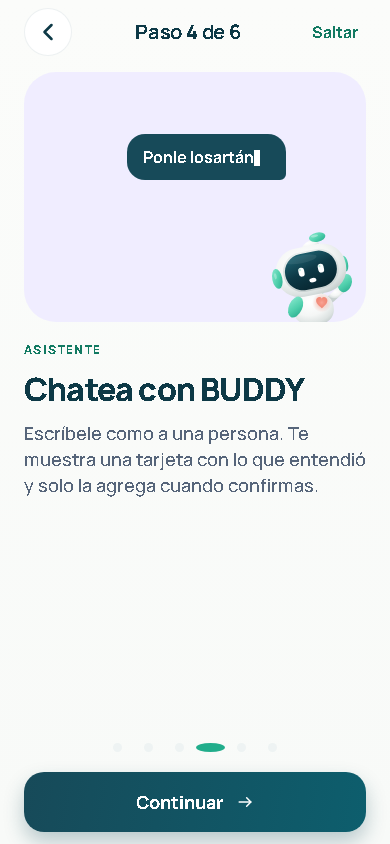 Paso 4 de 6
Saltar
Ponle losartán
ASISTENTE
Chatea con BUDDY
Escríbele como a una persona. Te
muestra una tarjeta con lo que entendió
y solo la agrega cuando confirmas.
Continuar →